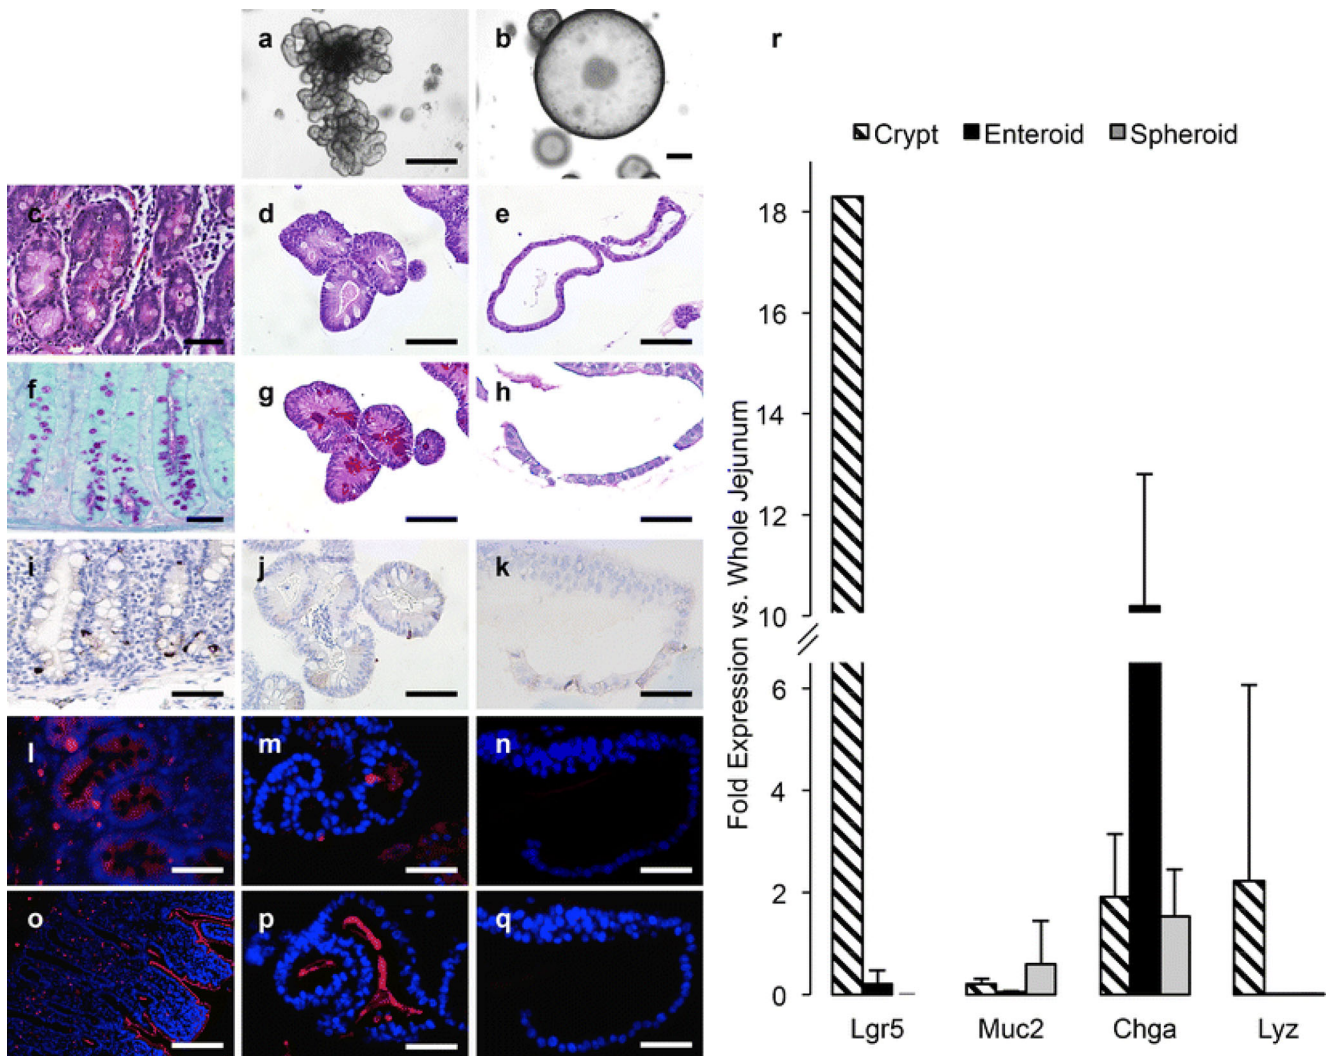 a
b
r
Crypt Enteroid Spheroid
c
d
e
f
g
h
i
j
k
l
m
n
o
p
q
Fold Expression vs. Whole Jejunum
18
16
14
12
10
6
4
2
0
Lgr5 Muc2 Chga Lyz